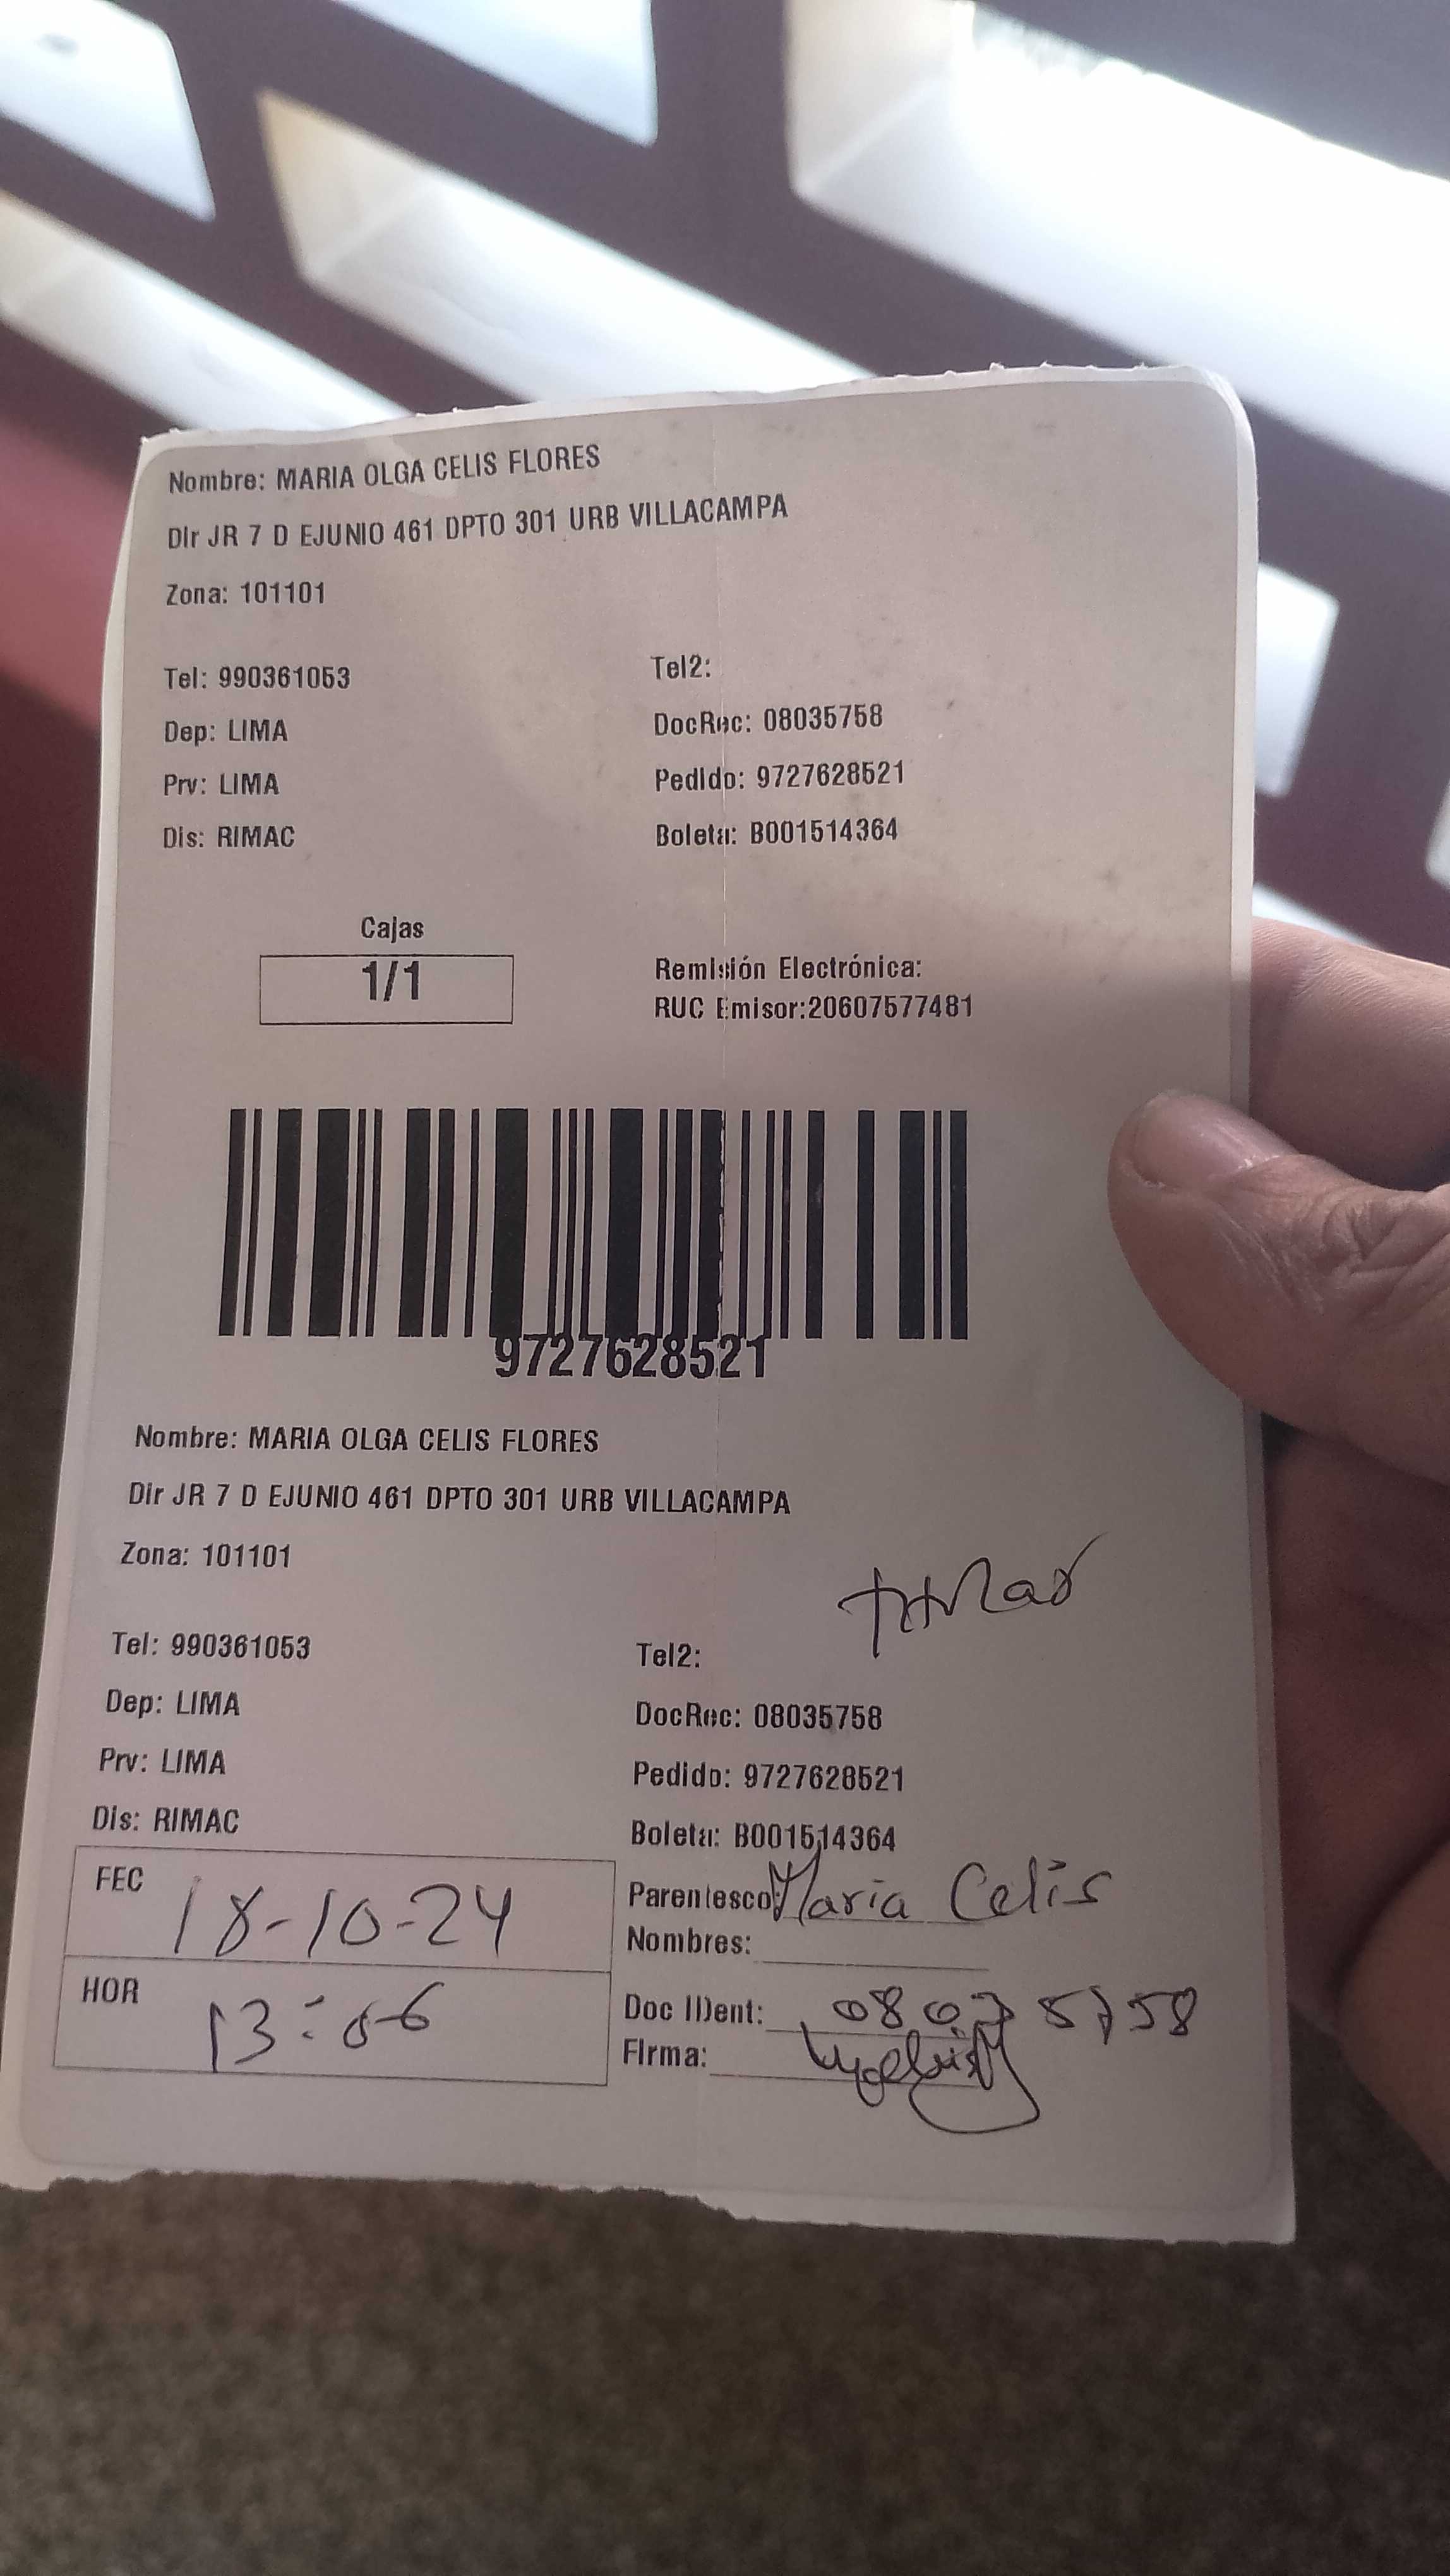 Nombre: MARIA OLGA CELIS FLORES
Dir JR 7 D EJUNIO 461 DPTO 301 URB VILLACAMPA
Zona: 101101
Tel: 990361053 Tel2:
Dep: LIMA DocRec: 08035758
Prv: LIMA Pedido: 9727628521
Dis: RIMAC Boleta: B001514364
Cajas
1/1
Remisión Electrónica:
RUC Emisor:20607577481
9727628521
Nombre: MARIA OLGA CELIS FLORES
Dir JR 7 D EJUNIO 461 DPTO 301 URB VILLACAMPA
Zona: 101101
Tel: 990361053 Tel2:
Dep: LIMA DocRec: 08035758
Prv: LIMA Pedido: 9727628521
Dis: RIMAC Boleta: B001514364
FEC 18-10-24 Parentesco: Maria Celis
Nombres:
HOR 13:06 Doc IDent: 08035758
Firma: